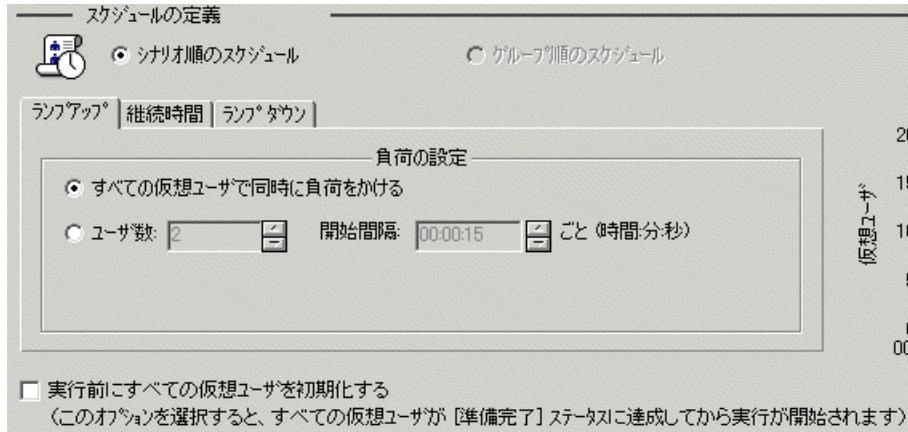 スケジュールの定義
シナリオ順のスケジュール グループ順のスケジュール
ランプアップ 継続時間 ランプダウン
負荷の設定
すべての仮想ユーザで同時に負荷をかける
ユーザ数: 2 開始間隔: 00:00:15 ごと (時間:分:秒)
仮想ユーザ
実行前にすべての仮想ユーザを初期化する
(このオプションを選択すると、すべての仮想ユーザが [準備完了] ステータスに達成してから実行が開始されます)